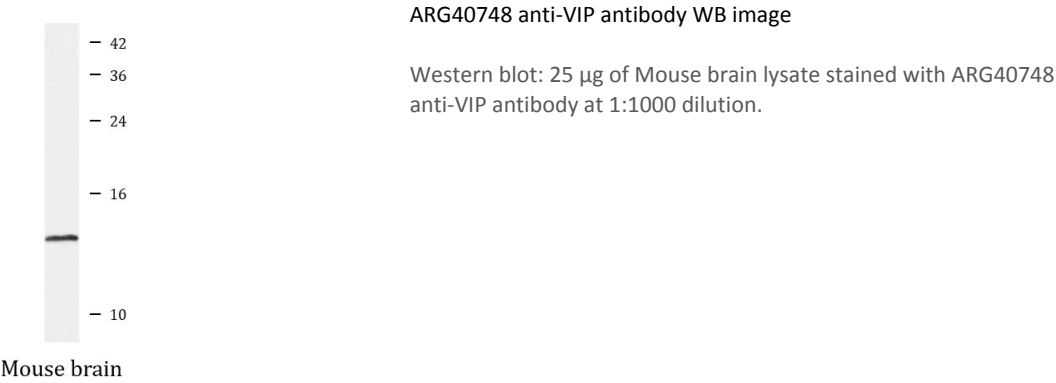 ARG40748 anti-VIP antibody WB image
Western blot: 25 µg of Mouse brain lysate stained with ARG40748
anti-VIP antibody at 1:1000 dilution.
42
36
24
16
10
Mouse brain